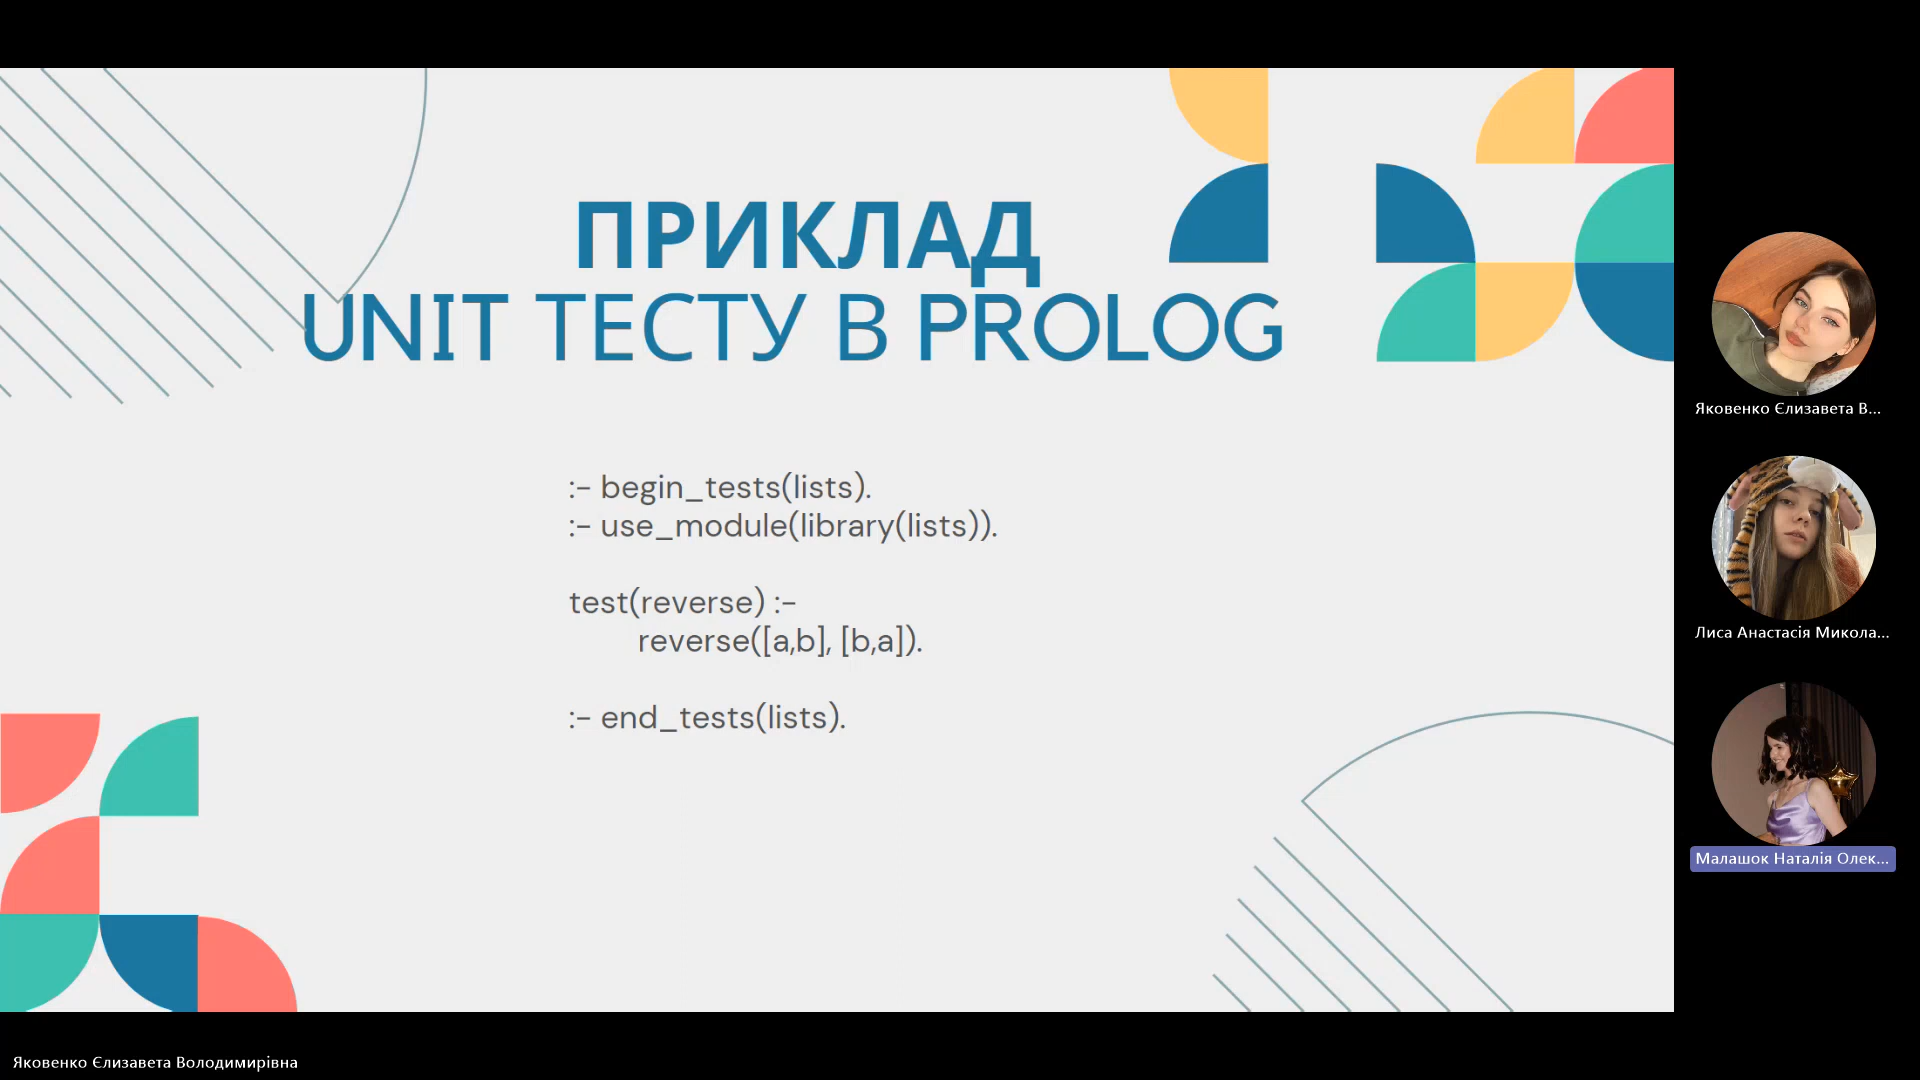 ПРИКЛАД
UNIT ТЕСТУ В PROLOG
:- begin_tests(lists).
:- use_module(library(lists)).
test(reverse) :-
reverse([a,b], [b,a]).
:- end_tests(lists).
Яковенко Єлизавета В...
Лиса Анастасія Микола...
Малашок Наталія Олек...
Яковенко Єлизавета Володимирівна